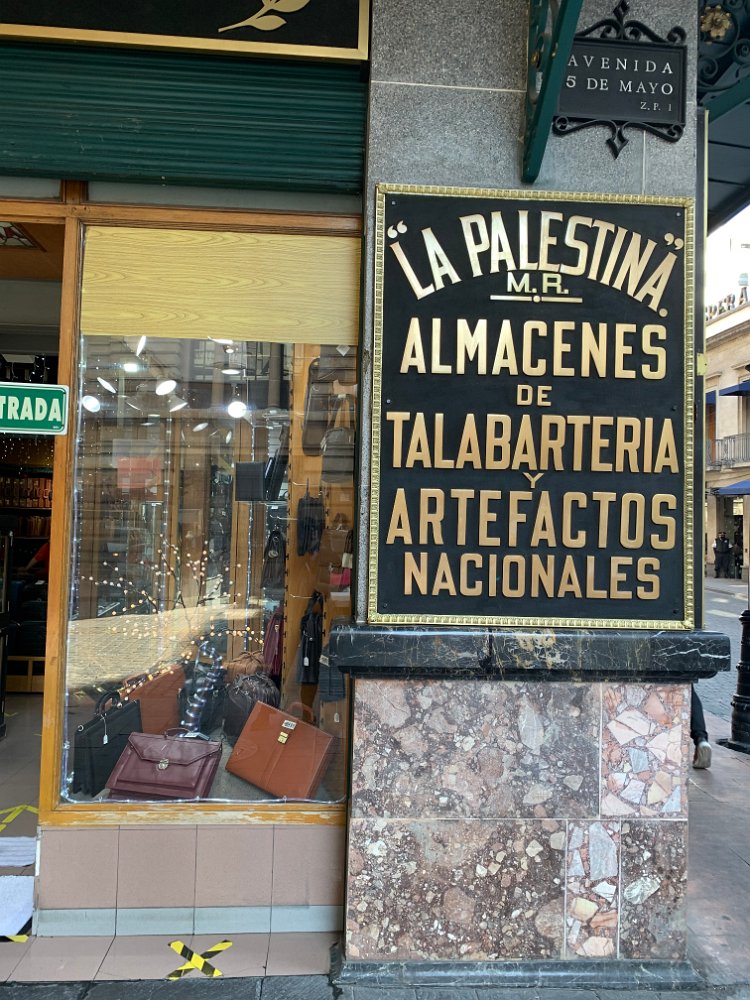 AVENIDA
5 DE MAYO
Z.P. 1
"LA PALESTINA"
M.R.
ALMACENES
DE
TALABARTERIA
Y
ARTEFACTOS
NACIONALES
TRADA